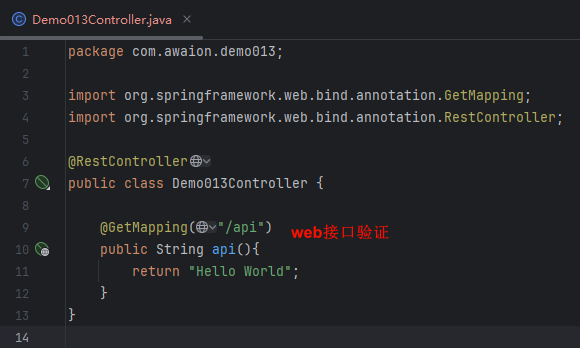 Demo013Controller.java
1 package com.awaion.demo013;
2
3 import org.springframework.web.bind.annotation.GetMapping;
4 import org.springframework.web.bind.annotation.RestController;
5
6 @RestController
7 public class Demo013Controller {
8
9 @GetMapping("/api") web接口验证
10 public String api(){
11 return "Hello World";
12 }
13 }
14